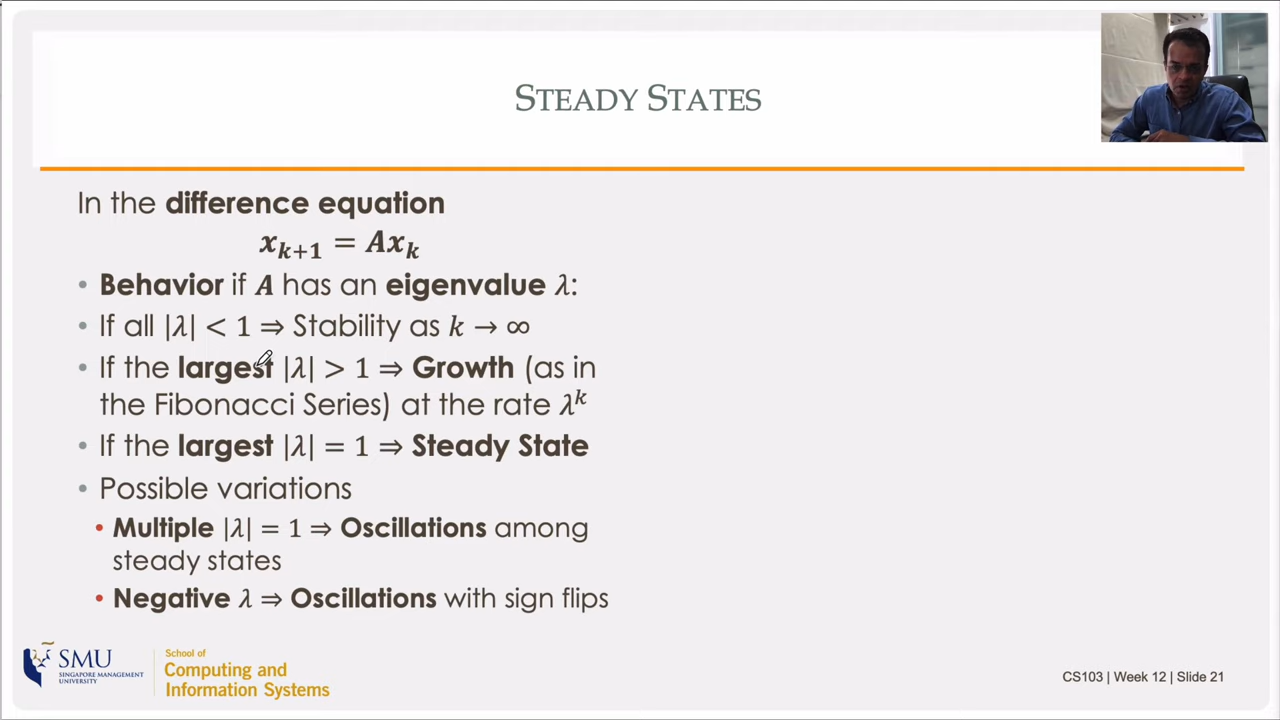 STEADY STATES
In the difference equation
x_{k+1} = Ax_k
• Behavior if A has an eigenvalue λ:
• If all |λ| < 1 ⇒ Stability as k → ∞
• If the largest |λ| > 1 ⇒ Growth (as in
the Fibonacci Series) at the rate λ^k
• If the largest |λ| = 1 ⇒ Steady State
• Possible variations
• Multiple |λ| = 1 ⇒ Oscillations among
steady states
• Negative λ ⇒ Oscillations with sign flips
SMU
SINGAPORE MANAGEMENT
UNIVERSITY
School of
Computing and
Information Systems
CS103 | Week 12 | Slide 21